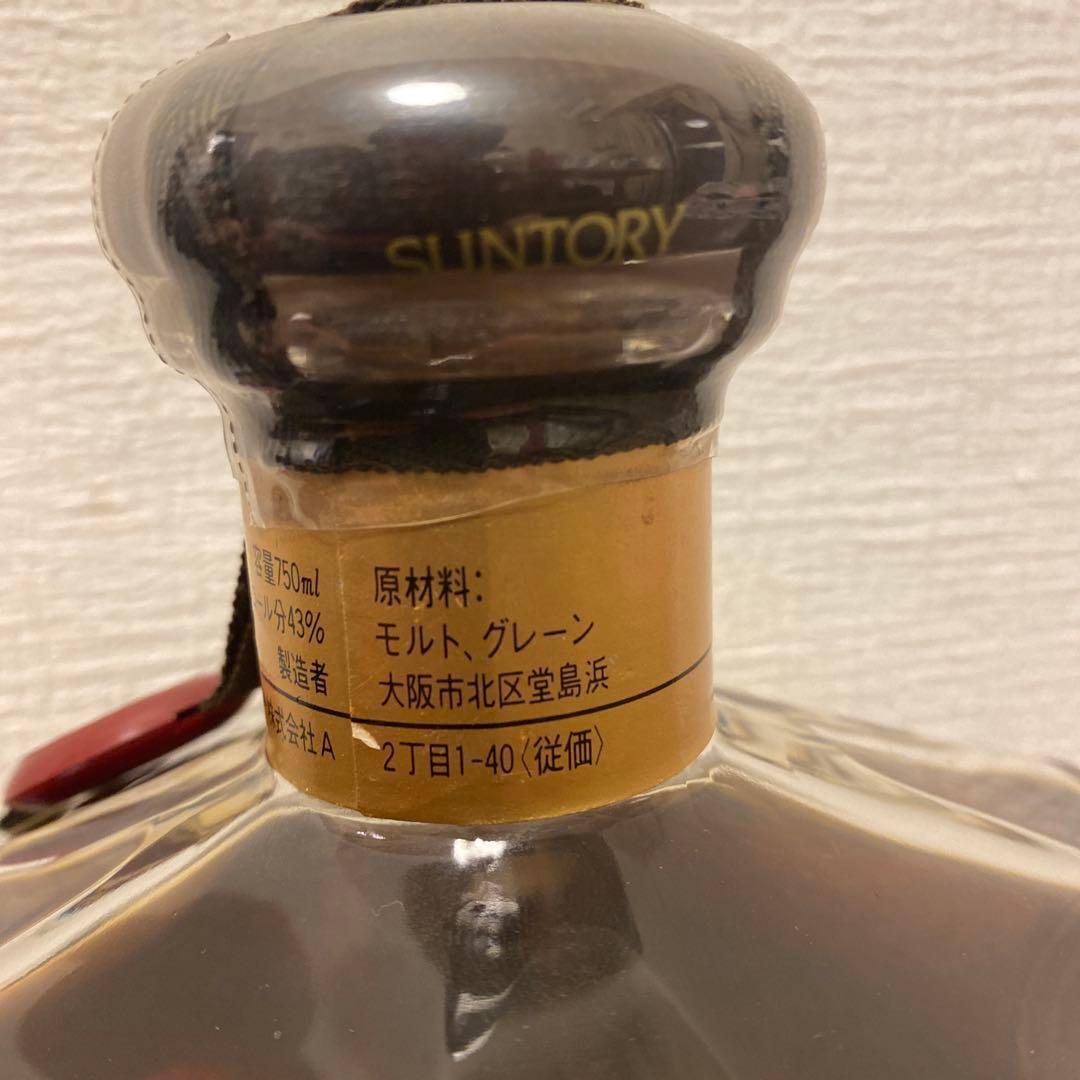 SUNTORY
容量750ml
ール分43%
製造者
株式会社A
原材料:
モルト、グレーン
大阪市北区堂島浜
2丁目1-40〈従価〉